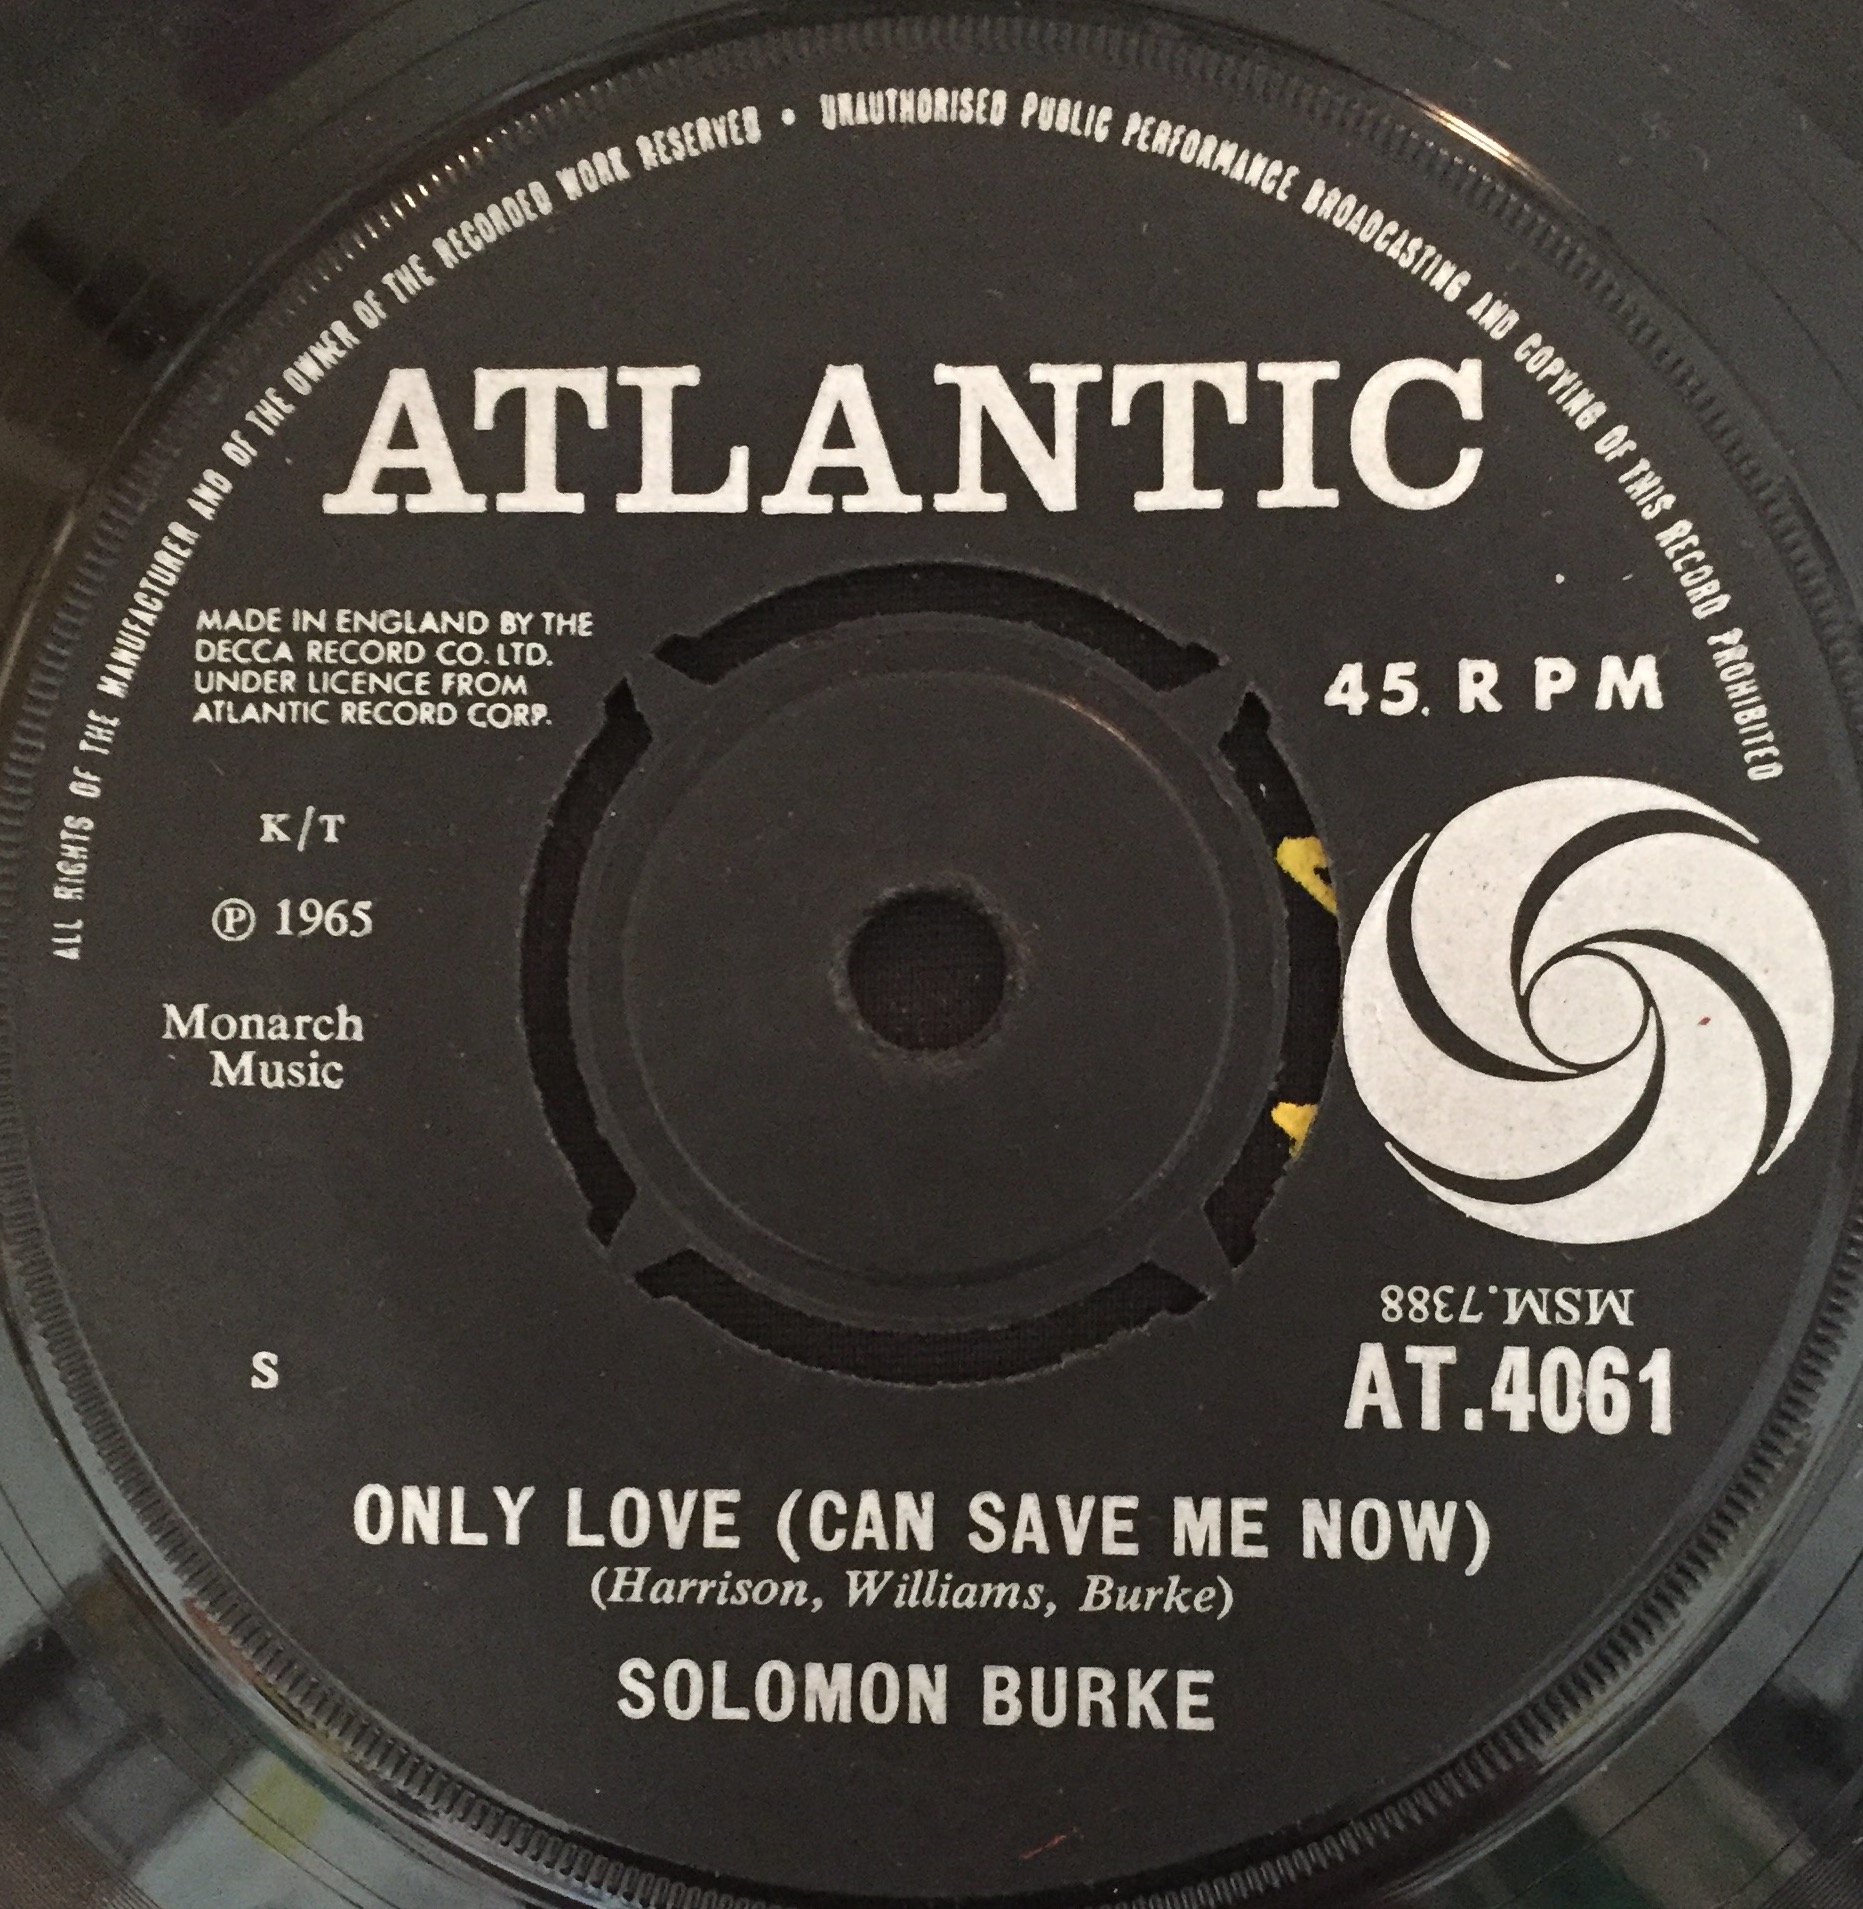 ALL RIGHTS OF THE MANUFACTURER AND OF THE OWNER OF THE RECORDED WORK RESERVED • UNAUTHORISED PUBLIC PERFORMANCE BROADCASTING AND COPYING OF THIS RECORD PROHIBITED
ATLANTIC
MADE IN ENGLAND BY THE
DECCA RECORD CO. LTD.
UNDER LICENCE FROM
ATLANTIC RECORD CORP.
45. RPM
K/T
℗ 1965
Monarch
Music
MSM.7388
S
AT.4061
ONLY LOVE (CAN SAVE ME NOW)
(Harrison, Williams, Burke)
SOLOMON BURKE